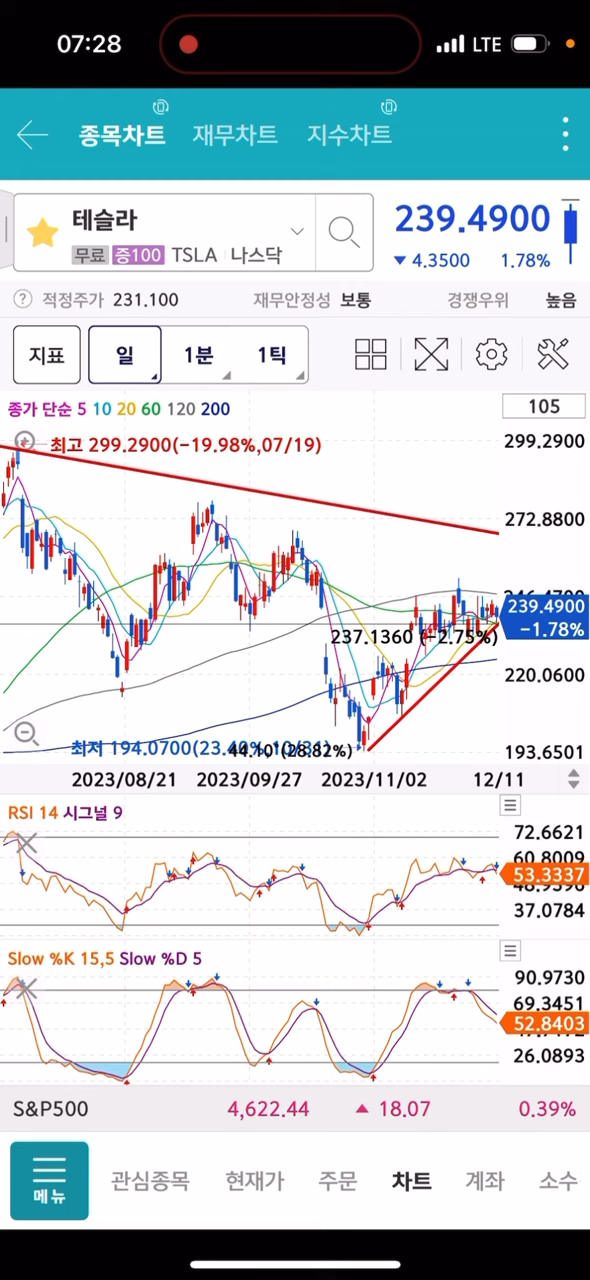 07:28
LTE
종목차트 재무차트 지수차트
테슬라
무료 증100 TSLA 나스닥
239.4900
▼ 4.3500 1.78%
? 적정주가 231.100 재무안정성 보통 경쟁우위 높음
지표 일 1분 1틱
종가 단순 5 10 20 60 120 200
105
최고 299.2900(−19.98%,07/19)
299.2900
272.8800
239.4900
−1.78%
237.1360 (−2.75%)
220.0600
최저 194.0700
(28.82%)
193.6501
2023/08/21 2023/09/27 2023/11/02 12/11
RSI 14 시그널 9
72.6621
60.8009
53.3337
37.0784
Slow %K 15,5 Slow %D 5
90.9730
69.3451
52.8403
26.0893
S&P500 4,622.44 ▲ 18.07 0.39%
메뉴 관심종목 현재가 주문 차트 계좌 소수